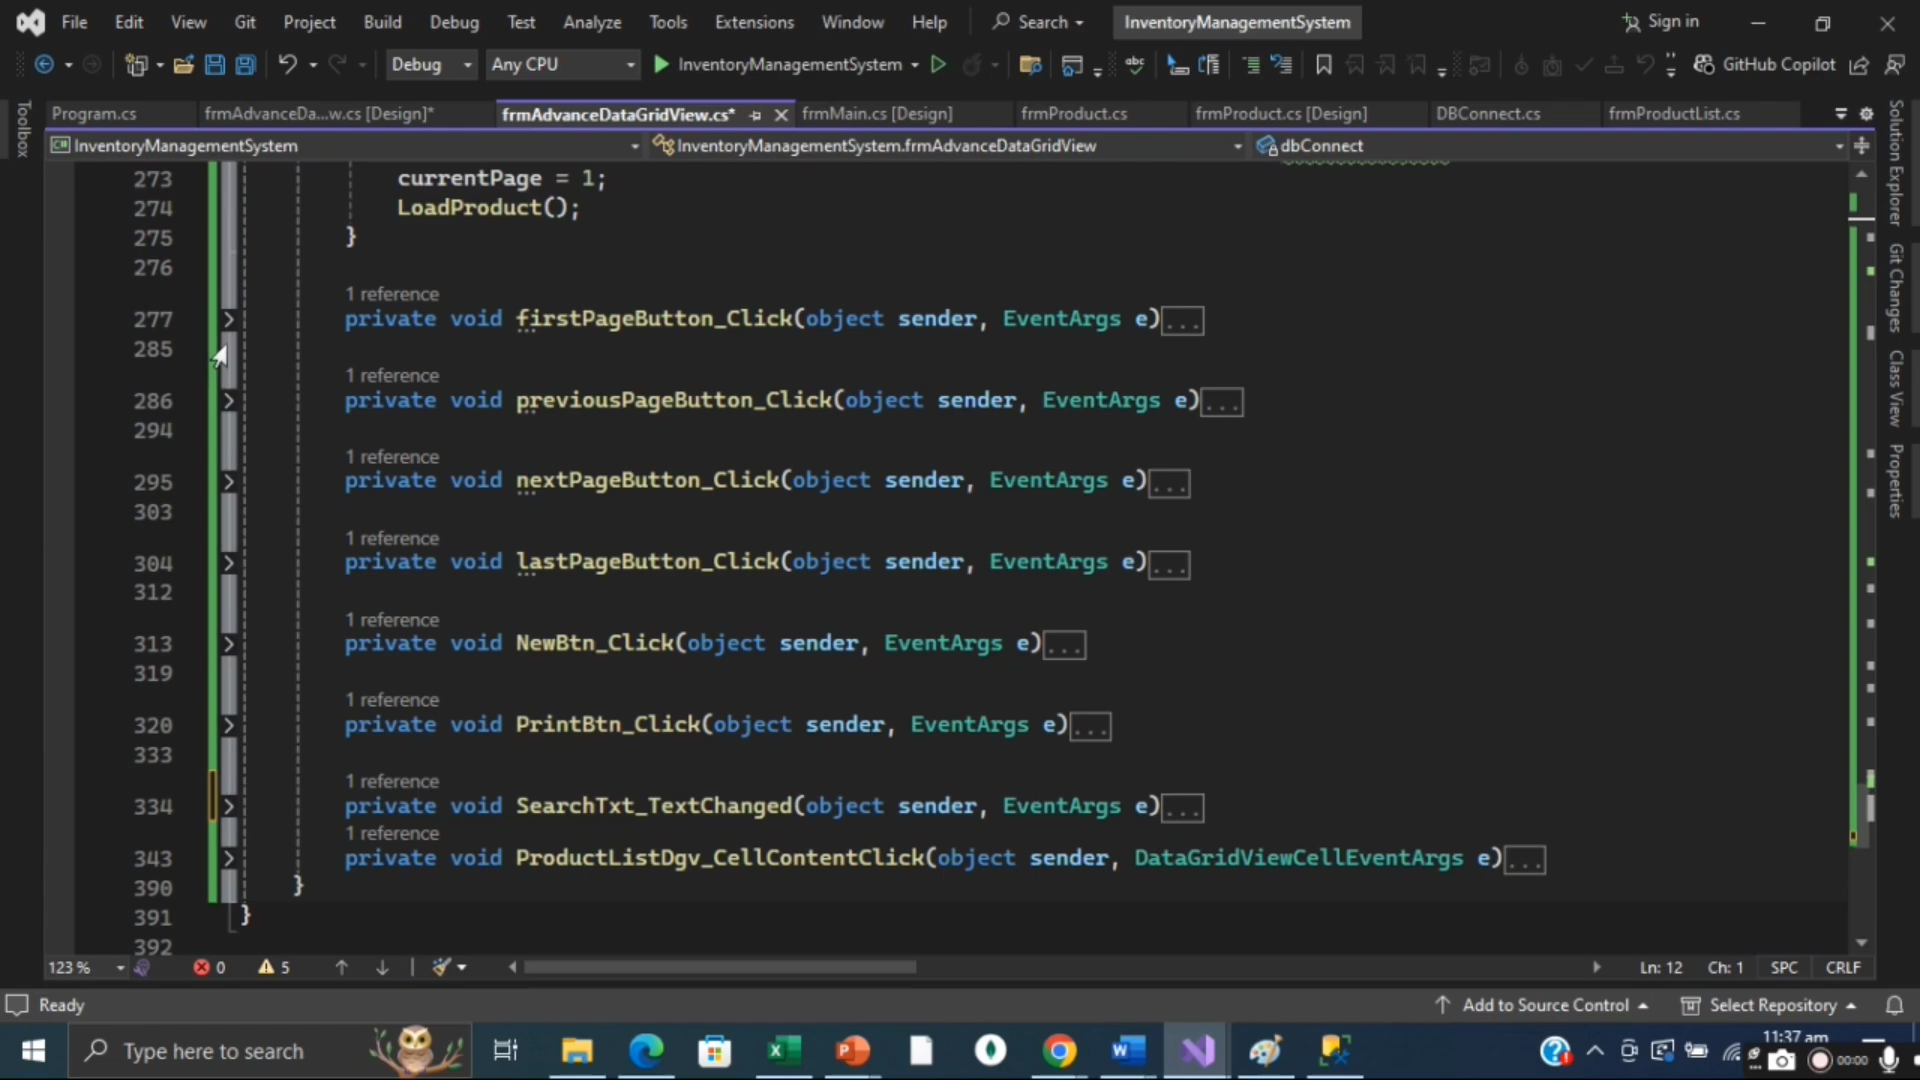 File Edit View Git Project Build Debug Test Analyze Tools Extensions Window Help Search InventoryManagementSystem Sign in
Debug Any CPU InventoryManagementSystem GitHub Copilot
Program.cs frmAdvanceDa...w.cs [Design]* frmAdvanceDataGridView.cs* frmMain.cs [Design] frmProduct.cs frmProduct.cs [Design] DBConnect.cs frmProductList.cs
InventoryManagementSystem InventoryManagementSystem.frmAdvanceDataGridView dbConnect
Toolbox
Solution Explorer
Git Changes
Class View
Properties
273 currentPage = 1;
274 LoadProduct();
275 }
276
1 reference
277 private void firstPageButton_Click(object sender, EventArgs e)...
285
1 reference
286 private void previousPageButton_Click(object sender, EventArgs e)...
294
1 reference
295 private void nextPageButton_Click(object sender, EventArgs e)...
303
1 reference
304 private void lastPageButton_Click(object sender, EventArgs e)...
312
1 reference
313 private void NewBtn_Click(object sender, EventArgs e)...
319
1 reference
320 private void PrintBtn_Click(object sender, EventArgs e)...
333
1 reference
334 private void SearchTxt_TextChanged(object sender, EventArgs e)...
1 reference
343 private void ProductListDgv_CellContentClick(object sender, DataGridViewCellEventArgs e)...
390 }
391 }
392
123 % 0 5 Ln: 12 Ch: 1 SPC CRLF
Ready Add to Source Control Select Repository
Type here to search 11:37 am
00:00